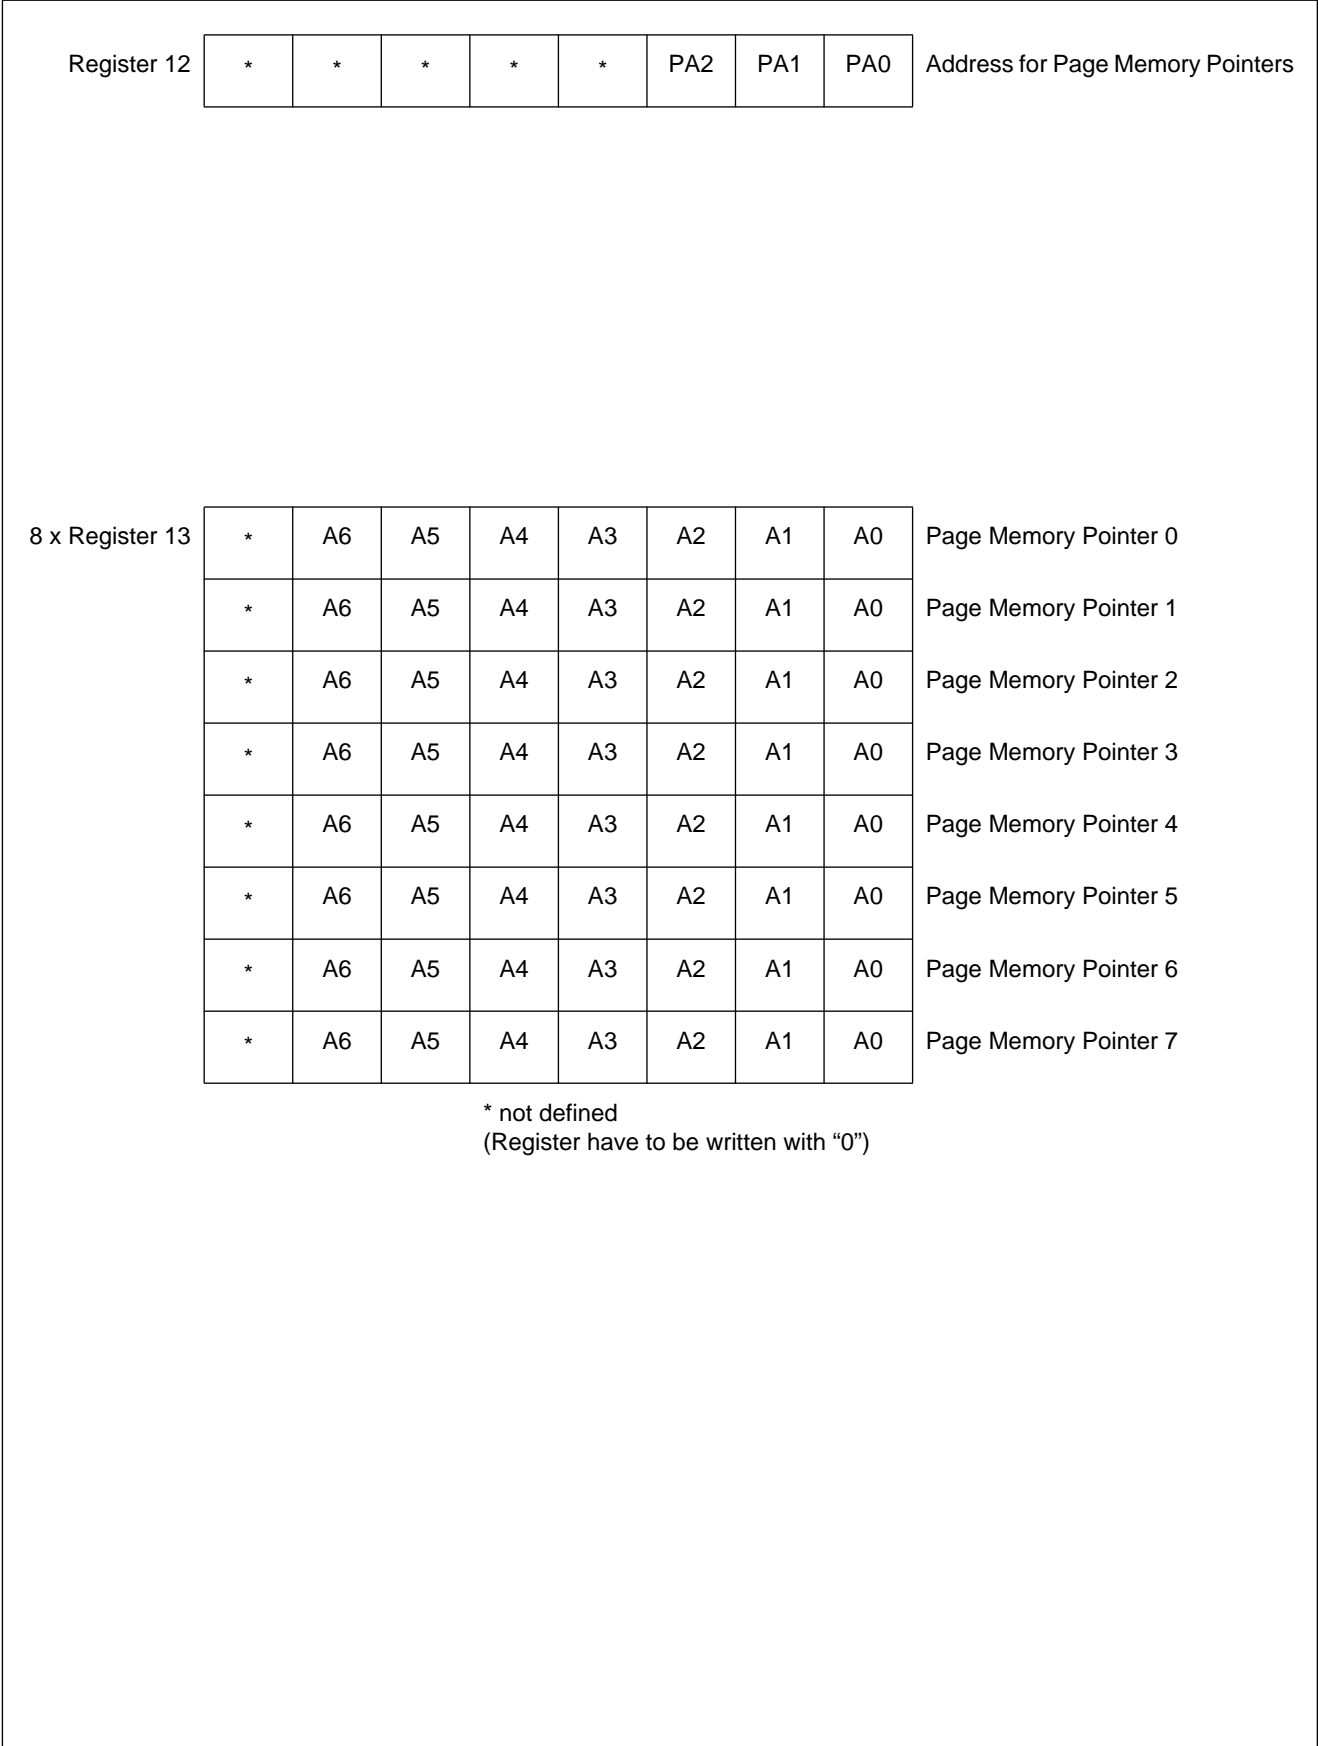 Register 12 * * * * * PA2 PA1 PA0 Address for Page Memory Pointers
8 x Register 13 * A6 A5 A4 A3 A2 A1 A0 Page Memory Pointer 0
* A6 A5 A4 A3 A2 A1 A0 Page Memory Pointer 1
* A6 A5 A4 A3 A2 A1 A0 Page Memory Pointer 2
* A6 A5 A4 A3 A2 A1 A0 Page Memory Pointer 3
* A6 A5 A4 A3 A2 A1 A0 Page Memory Pointer 4
* A6 A5 A4 A3 A2 A1 A0 Page Memory Pointer 5
* A6 A5 A4 A3 A2 A1 A0 Page Memory Pointer 6
* A6 A5 A4 A3 A2 A1 A0 Page Memory Pointer 7
* not defined
(Register have to be written with “0”)